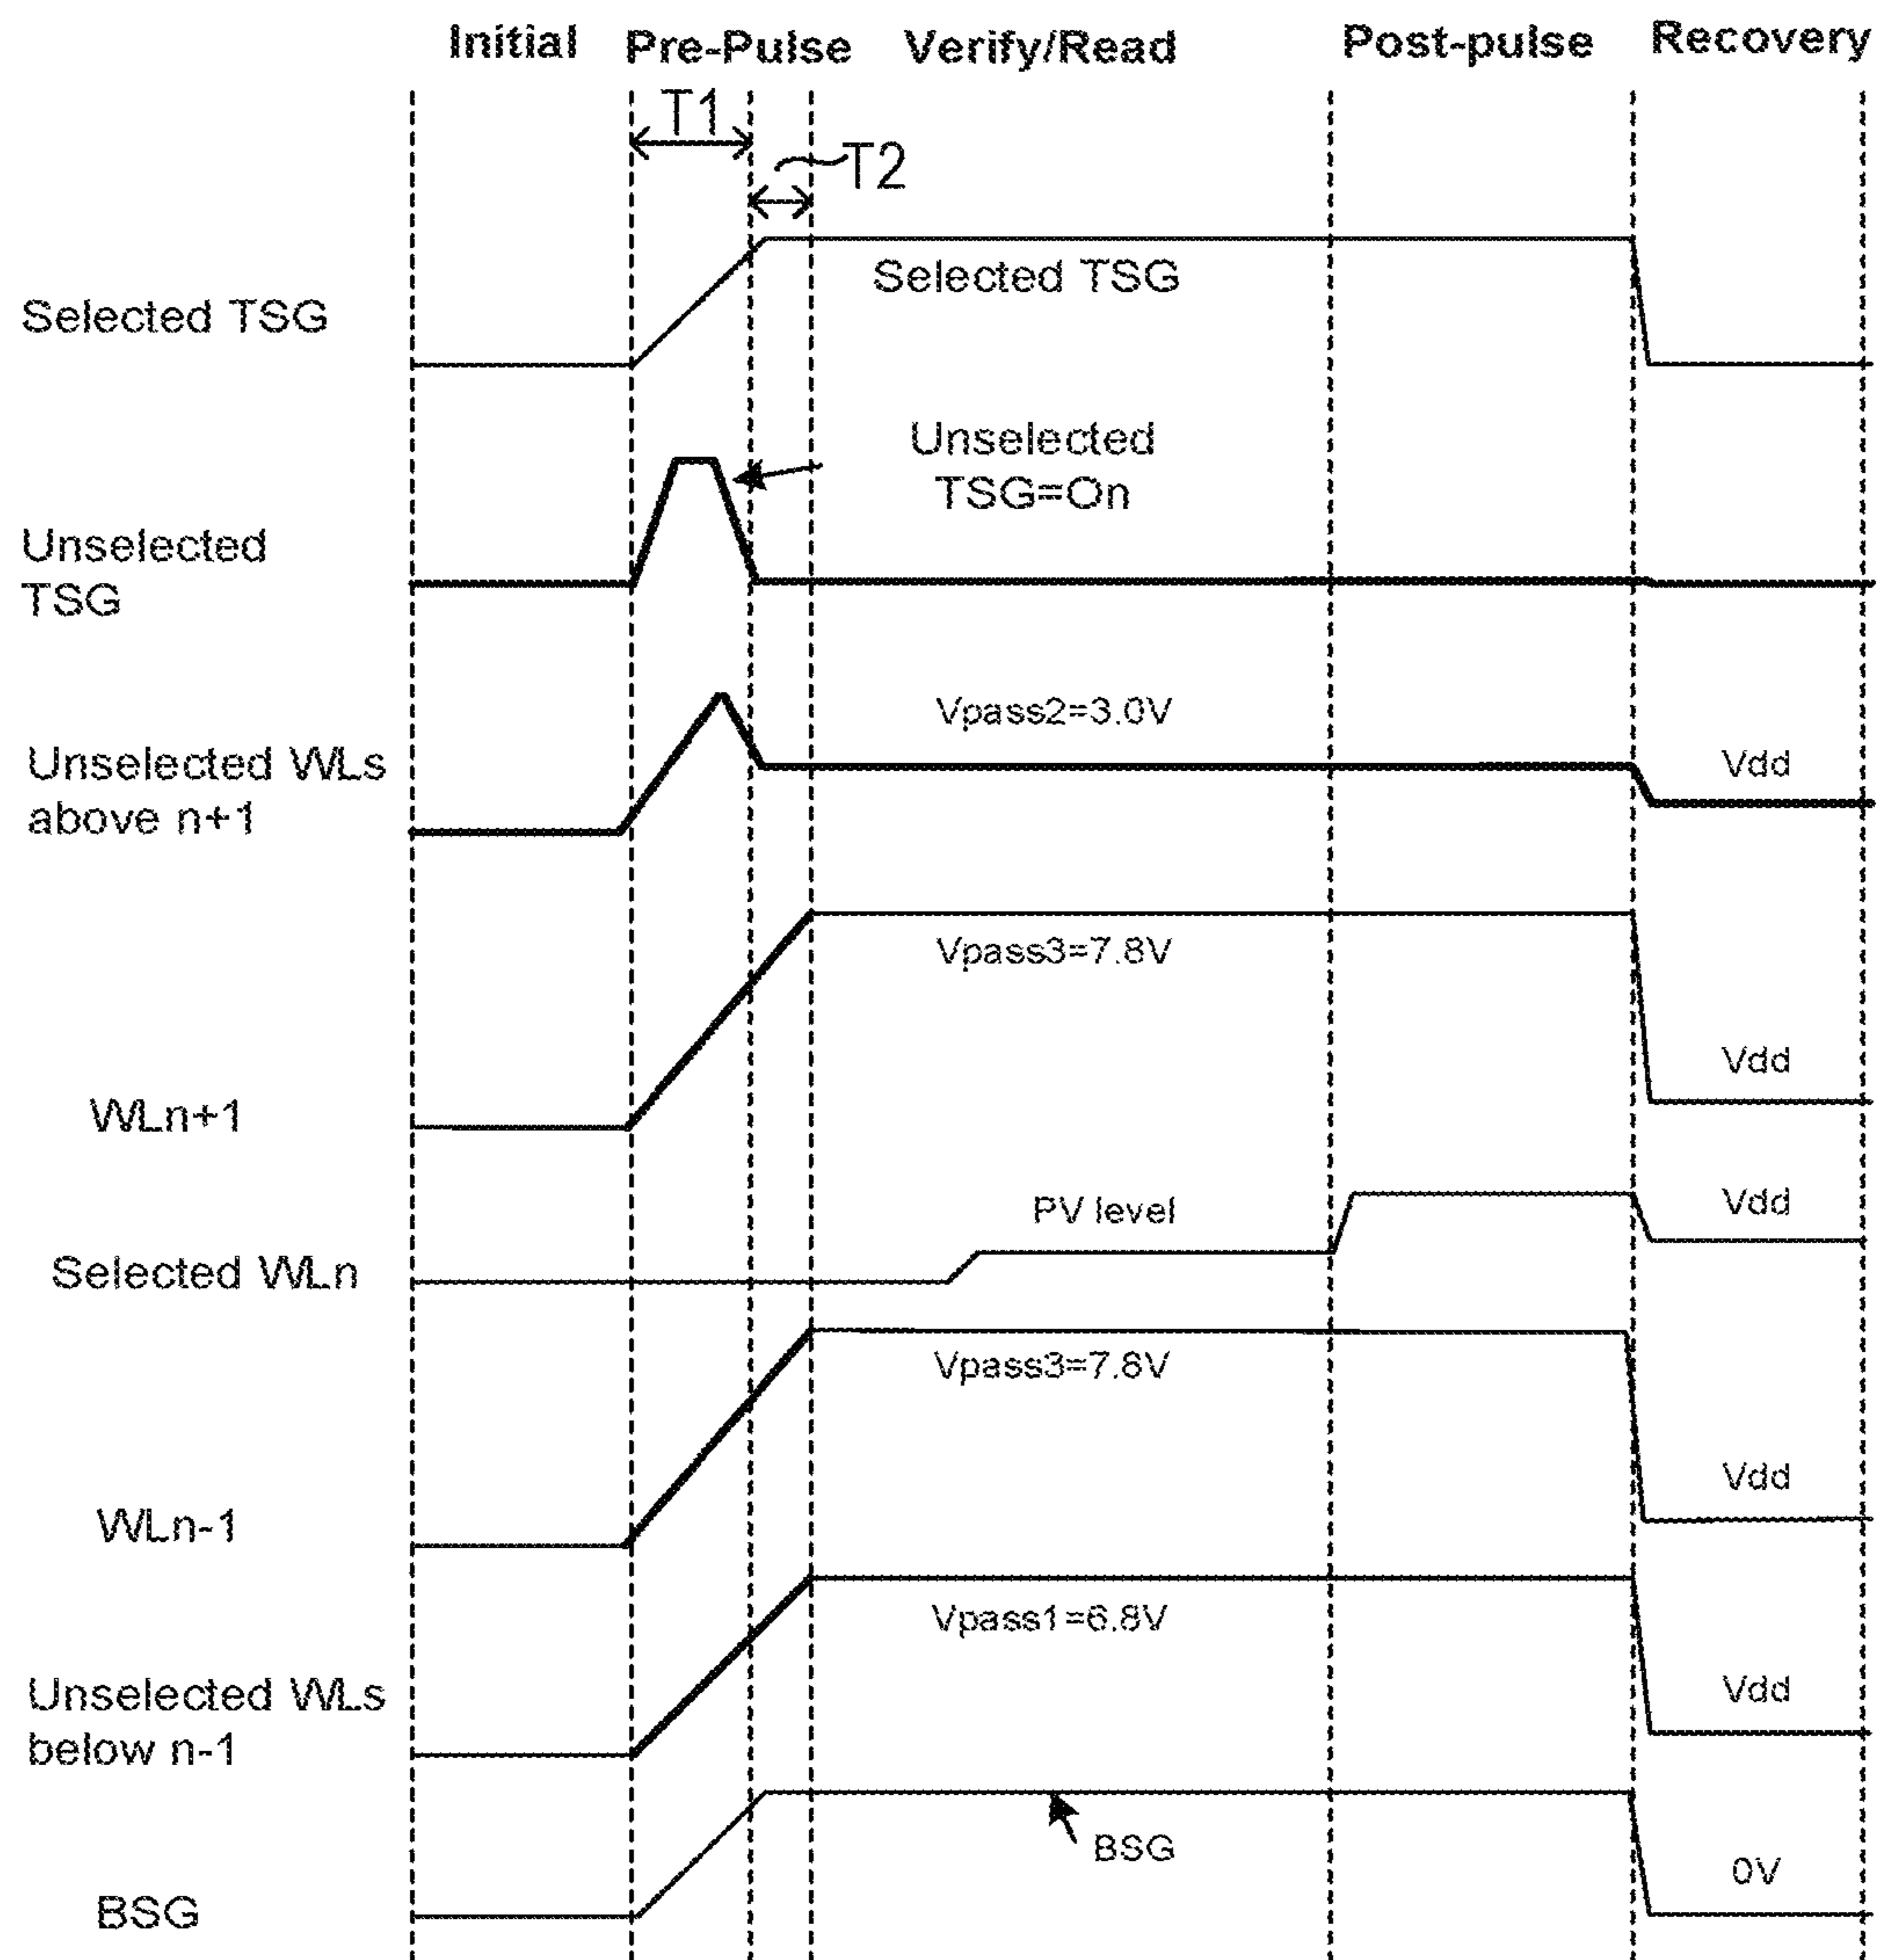 Initial Pre-Pulse Verify/Read Post-pulse Recovery
T1
T2
Selected TSG
Selected TSG
Unselected
TSG=On
Unselected
TSG
Vpass2=3.0V
Unselected WLs
above n+1
Vdd
Vpass3=7.8V
Vdd
WLn+1
PV level
Vdd
Selected WLn
Vpass3=7.8V
Vdd
WLn-1
Vpass1=6.8V
Unselected WLs
below n-1
Vdd
BSG
0V
BSG